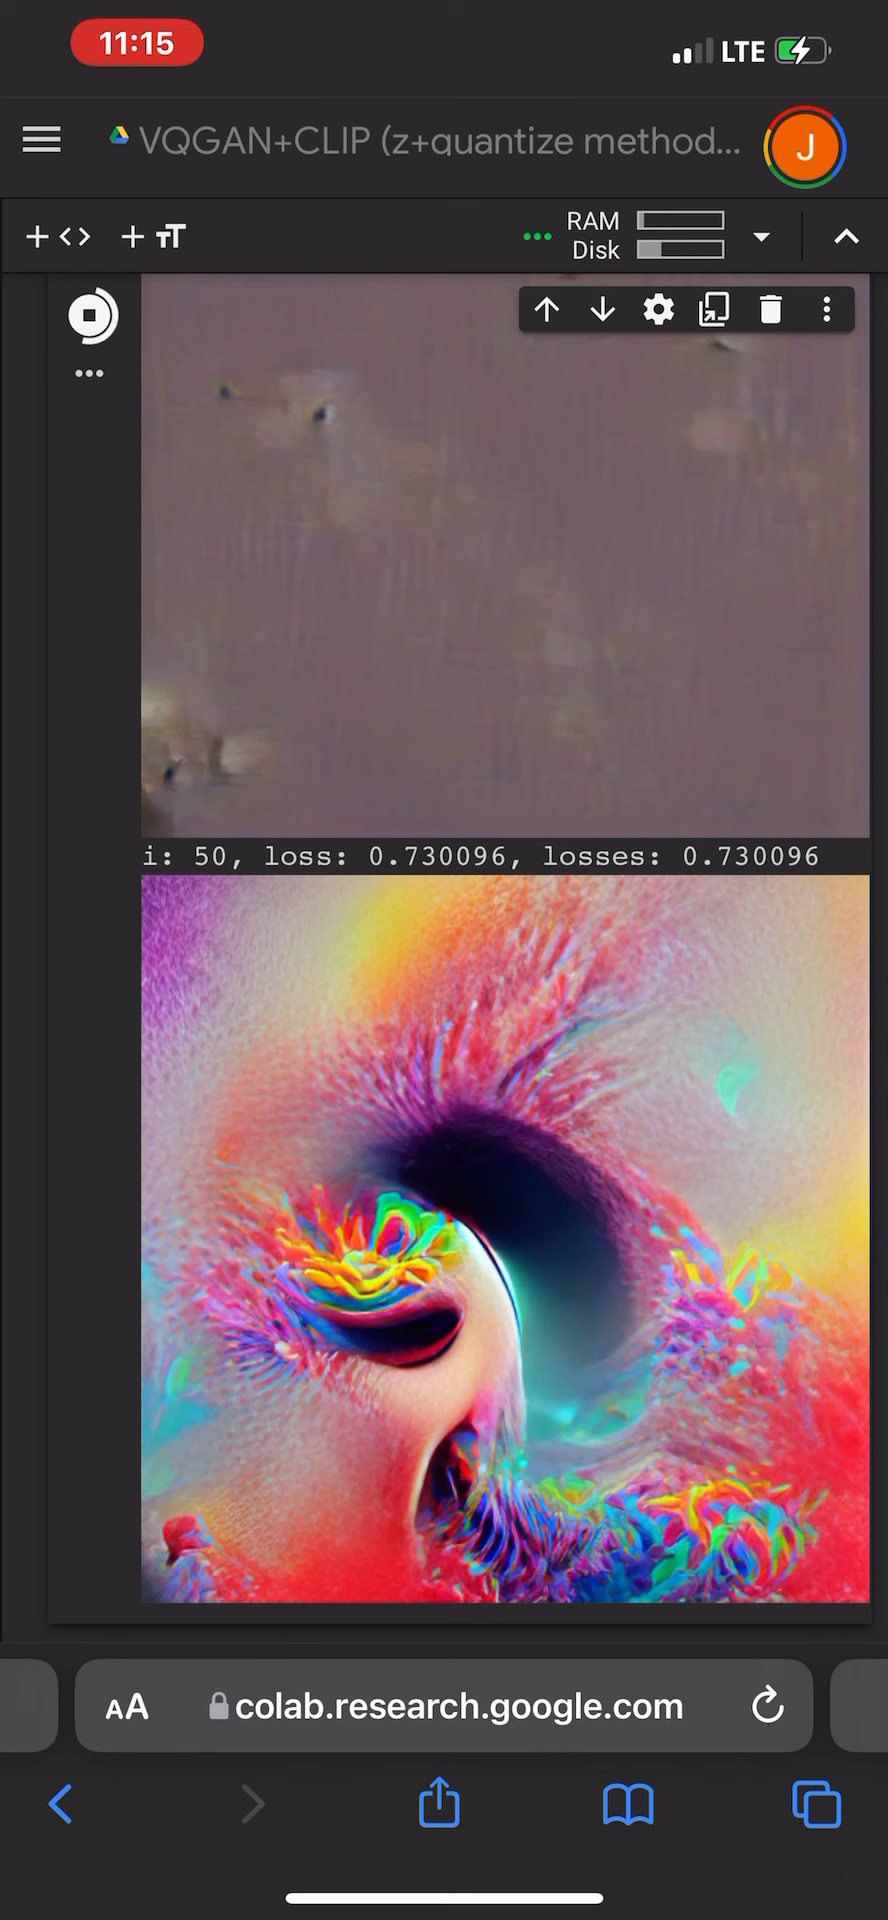 11:15
LTE
VQGAN+CLIP (z+quantize method...
J
RAM
Disk
i: 50, loss: 0.730096, losses: 0.730096
AA
colab.research.google.com